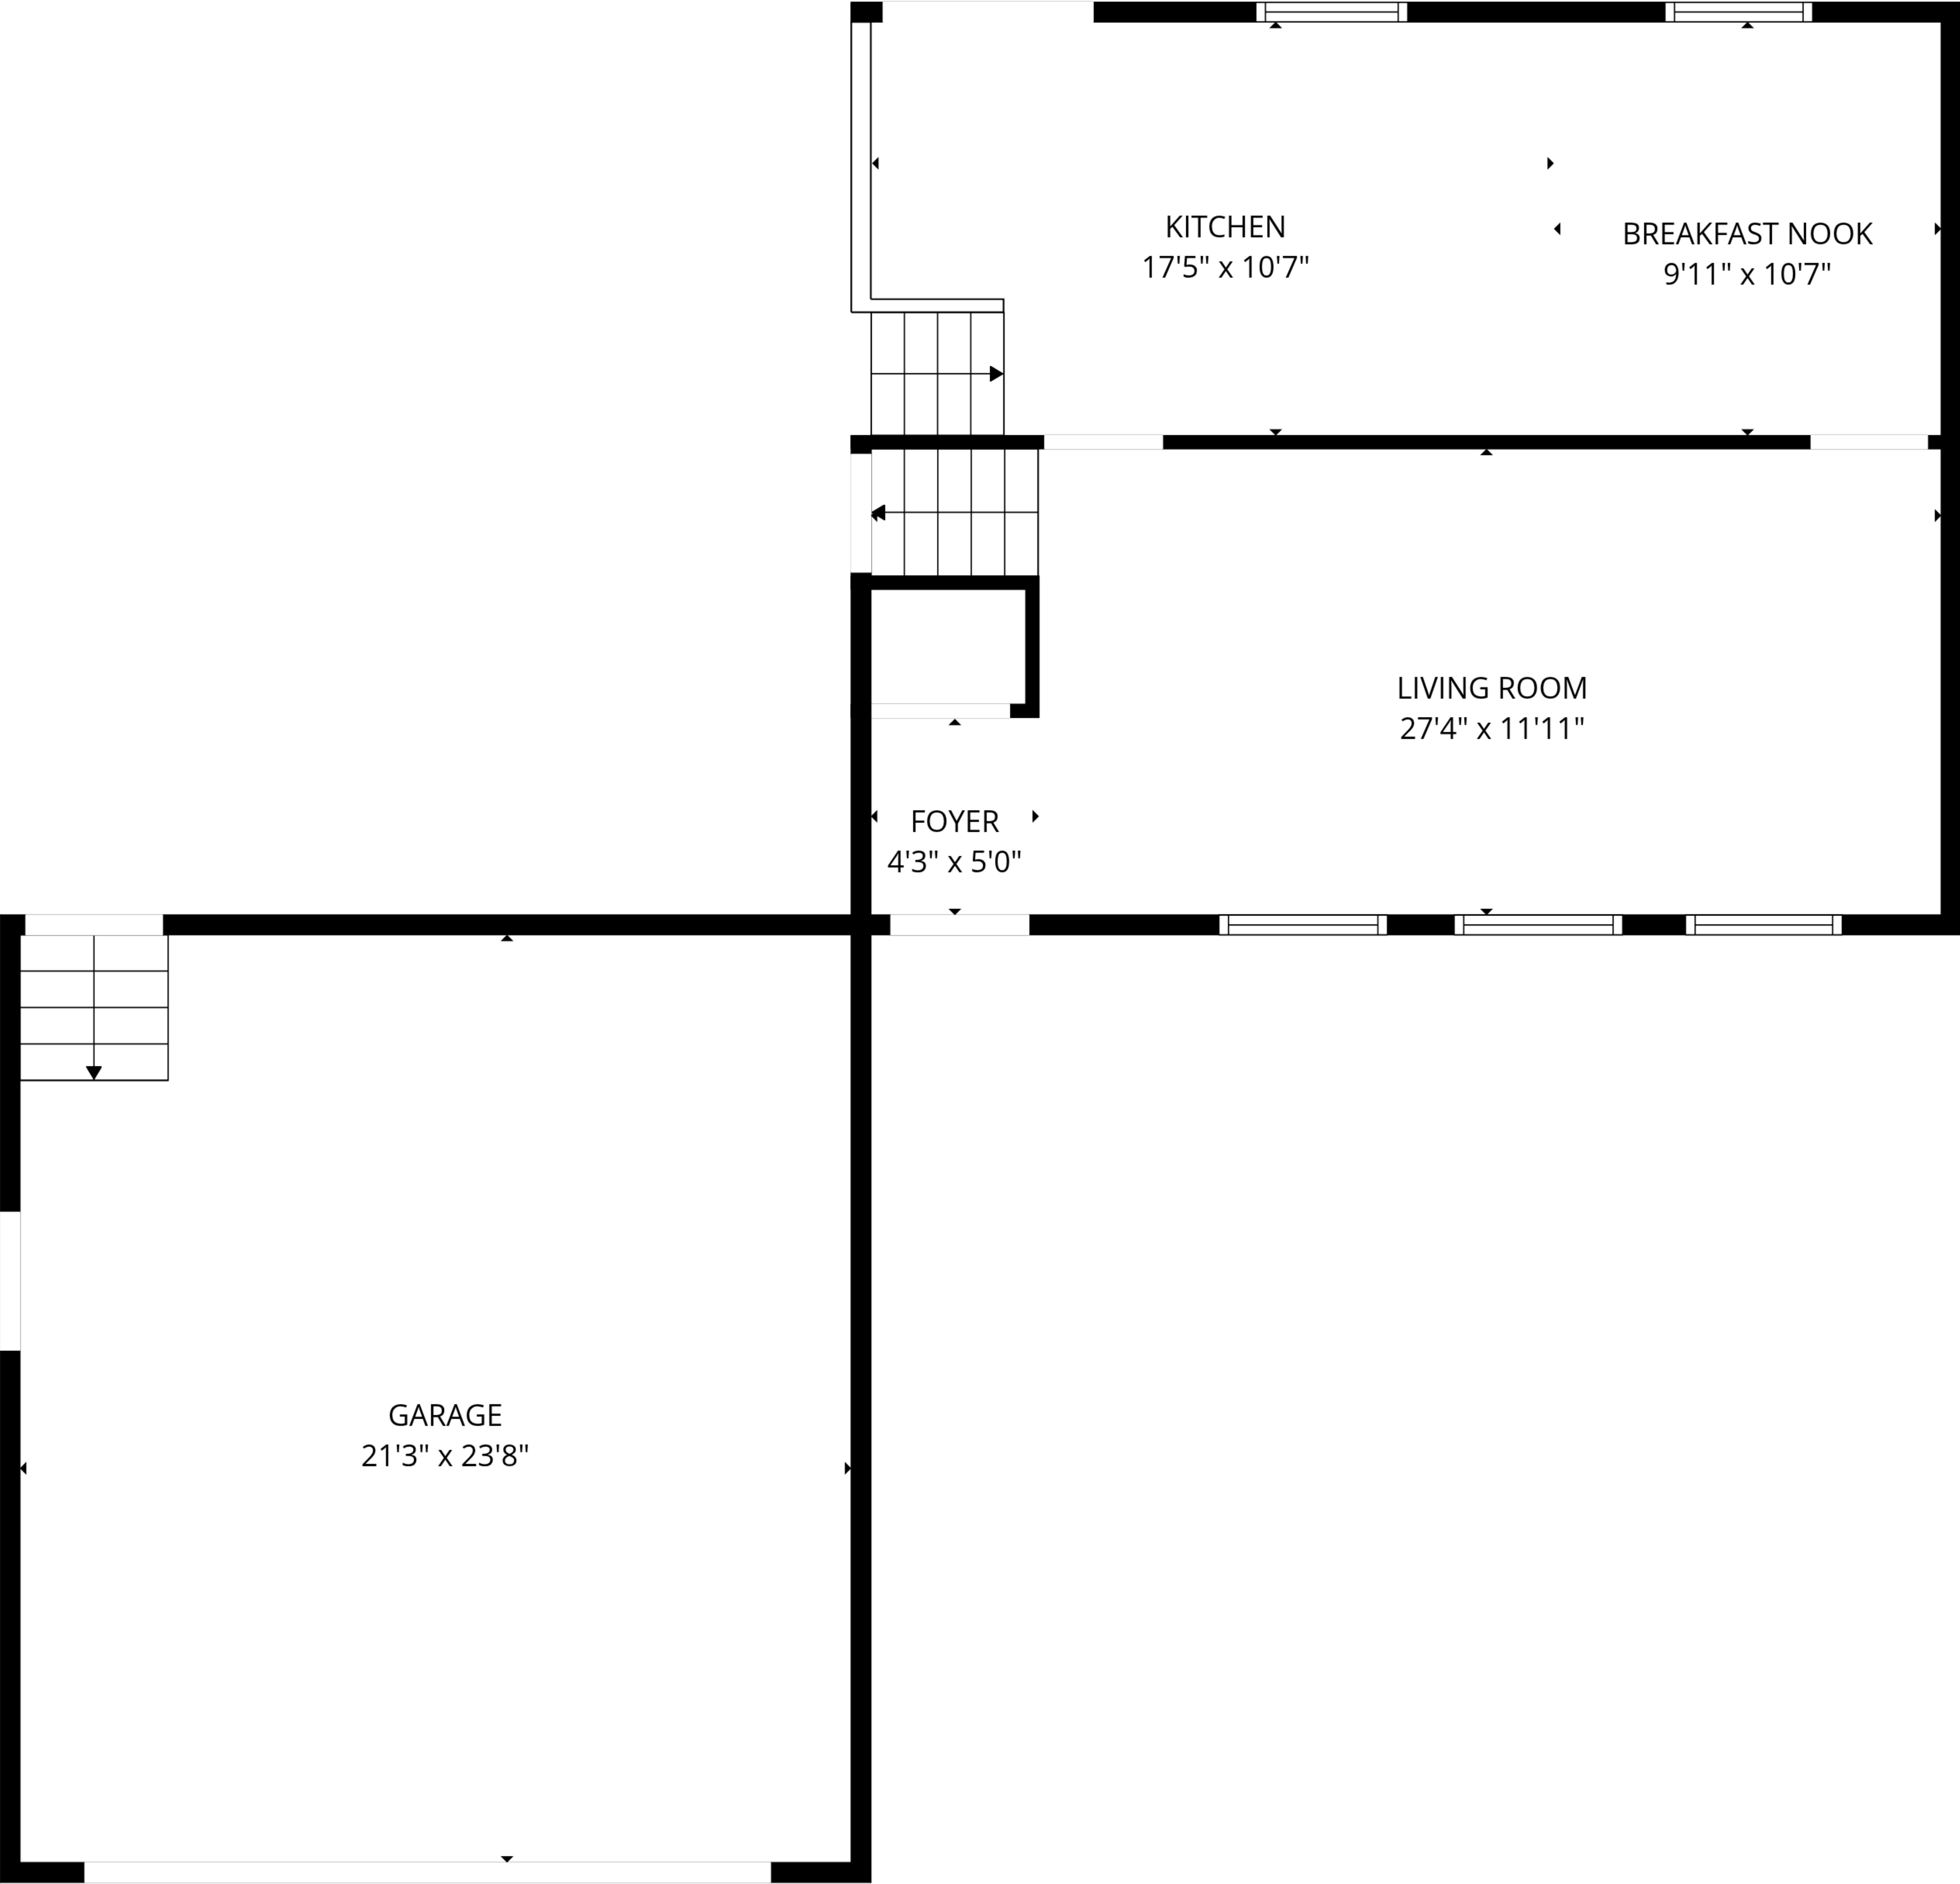 KITCHEN
17'5" x 10'7"
BREAKFAST NOOK
9'11" x 10'7"
LIVING ROOM
27'4" x 11'11"
FOYER
4'3" x 5'0"
GARAGE
21'3" x 23'8"